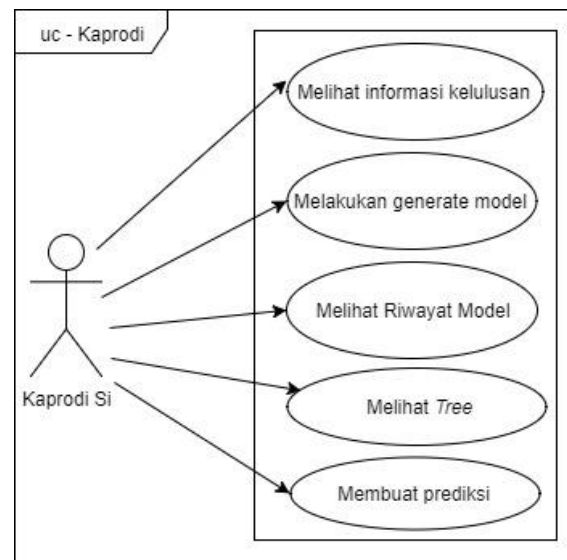 uc - Kaprodi
Melihat informasi kelulusan
Melakukan generate model
Melihat Riwayat Model
Kaprodi Si
Melihat Tree
Membuat prediksi